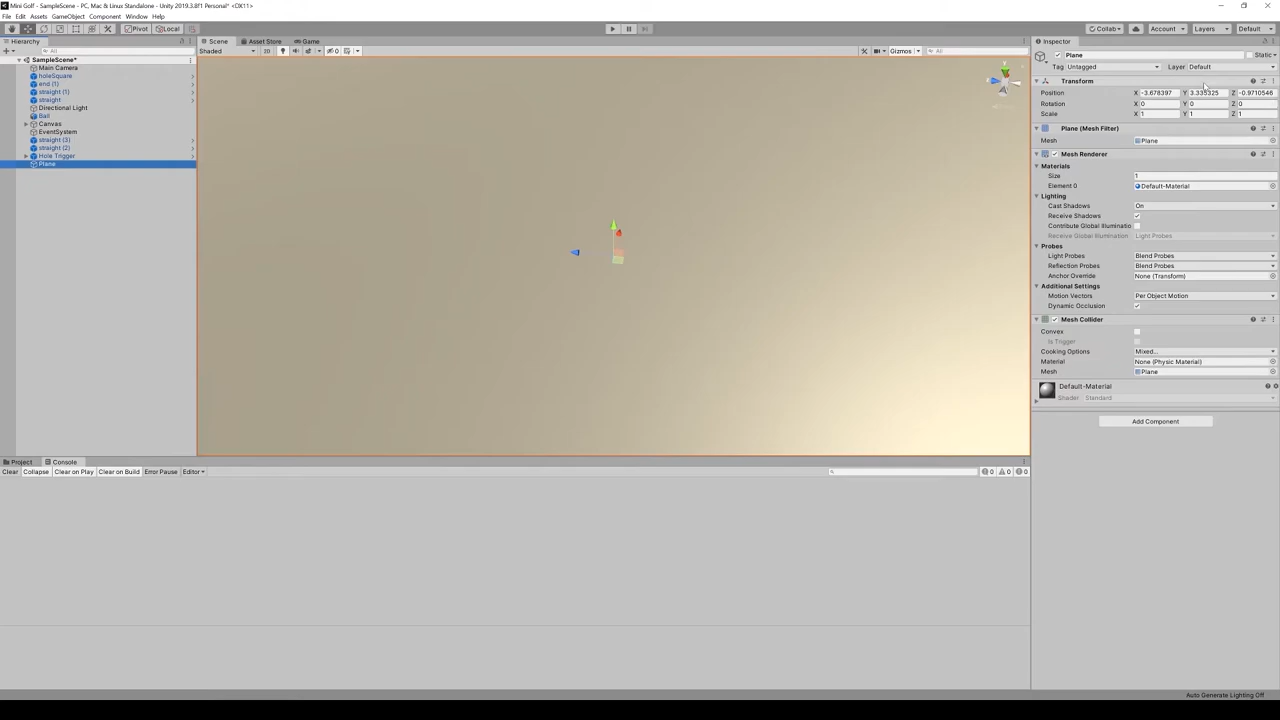 Mini Golf - SampleScene - PC, Mac & Linux Standalone - Unity 2019.3.8f1 Personal* <DX11>
File Edit Assets GameObject Component Window Help
Pivot Local Collab Account Layers Default
Hierarchy
All
SampleScene*
Main Camera
holeSquare
end (1)
straight (1)
straight
Directional Light
Ball
Canvas
EventSystem
straight (3)
straight (2)
Hole Trigger
Plane
Scene Asset Store Game
Shaded 2D 0 Gizmos All
Inspector
Plane Static
Tag Untagged Layer Default
Transform
Position X -3.678397 Y 3.335325 Z -0.9710546
Rotation X 0 Y 0 Z 0
Scale X 1 Y 1 Z 1
Plane (Mesh Filter)
Mesh Plane
Mesh Renderer
Materials
Size 1
Element 0 Default-Material
Lighting
Cast Shadows On
Receive Shadows
Contribute Global Illuminatio
Receive Global Illumination Light Probes
Probes
Light Probes Blend Probes
Reflection Probes Blend Probes
Anchor Override None (Transform)
Additional Settings
Motion Vectors Per Object Motion
Dynamic Occlusion
Mesh Collider
Convex
Is Trigger
Cooking Options Mixed...
Material None (Physic Material)
Mesh Plane
Default-Material
Shader Standard
Add Component
Project Console
Clear Collapse Clear on Play Clear on Build Error Pause Editor 0 0 0
Auto Generate Lighting Off